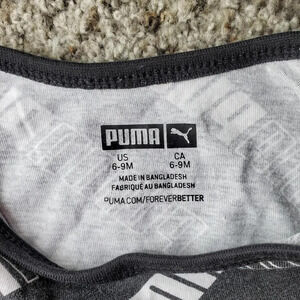 PUMA
US CA
6-9M 6-9M
MADE IN BANGLADESH
FABRIQUÉ AU BANGLADESH
PUMA.COM/FOREVERBETTER